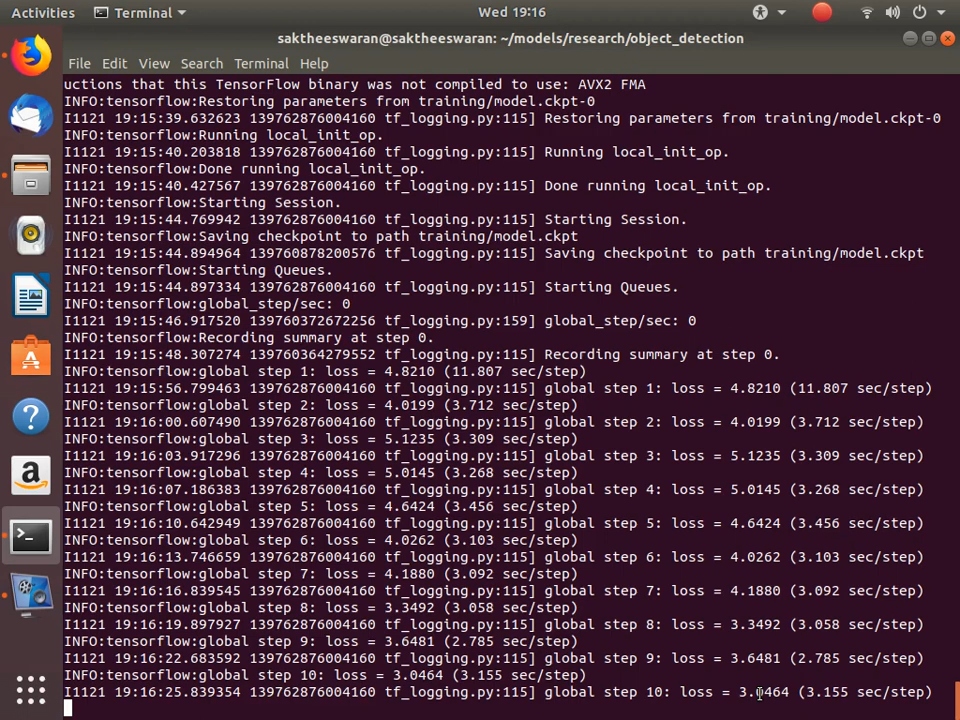 Activities Terminal Wed 19:16
saktheeswaran@saktheeswaran: ~/models/research/object_detection
File Edit View Search Terminal Help
uctions that this TensorFlow binary was not compiled to use: AVX2 FMA
INFO:tensorflow:Restoring parameters from training/model.ckpt-0
I1121 19:15:39.632623 139762876004160 tf_logging.py:115] Restoring parameters from training/model.ckpt-0
INFO:tensorflow:Running local_init_op.
I1121 19:15:40.203818 139762876004160 tf_logging.py:115] Running local_init_op.
INFO:tensorflow:Done running local_init_op.
I1121 19:15:40.427567 139762876004160 tf_logging.py:115] Done running local_init_op.
INFO:tensorflow:Starting Session.
I1121 19:15:44.769942 139762876004160 tf_logging.py:115] Starting Session.
INFO:tensorflow:Saving checkpoint to path training/model.ckpt
I1121 19:15:44.894964 139760878200576 tf_logging.py:115] Saving checkpoint to path training/model.ckpt
INFO:tensorflow:Starting Queues.
I1121 19:15:44.897334 139762876004160 tf_logging.py:115] Starting Queues.
INFO:tensorflow:global_step/sec: 0
I1121 19:15:46.917520 139760372672256 tf_logging.py:159] global_step/sec: 0
INFO:tensorflow:Recording summary at step 0.
I1121 19:15:48.307274 139760364279552 tf_logging.py:115] Recording summary at step 0.
INFO:tensorflow:global step 1: loss = 4.8210 (11.807 sec/step)
I1121 19:15:56.799463 139762876004160 tf_logging.py:115] global step 1: loss = 4.8210 (11.807 sec/step)
INFO:tensorflow:global step 2: loss = 4.0199 (3.712 sec/step)
I1121 19:16:00.607490 139762876004160 tf_logging.py:115] global step 2: loss = 4.0199 (3.712 sec/step)
INFO:tensorflow:global step 3: loss = 5.1235 (3.309 sec/step)
I1121 19:16:03.917296 139762876004160 tf_logging.py:115] global step 3: loss = 5.1235 (3.309 sec/step)
INFO:tensorflow:global step 4: loss = 5.0145 (3.268 sec/step)
I1121 19:16:07.186383 139762876004160 tf_logging.py:115] global step 4: loss = 5.0145 (3.268 sec/step)
INFO:tensorflow:global step 5: loss = 4.6424 (3.456 sec/step)
I1121 19:16:10.642949 139762876004160 tf_logging.py:115] global step 5: loss = 4.6424 (3.456 sec/step)
INFO:tensorflow:global step 6: loss = 4.0262 (3.103 sec/step)
I1121 19:16:13.746659 139762876004160 tf_logging.py:115] global step 6: loss = 4.0262 (3.103 sec/step)
INFO:tensorflow:global step 7: loss = 4.1880 (3.092 sec/step)
I1121 19:16:16.839545 139762876004160 tf_logging.py:115] global step 7: loss = 4.1880 (3.092 sec/step)
INFO:tensorflow:global step 8: loss = 3.3492 (3.058 sec/step)
I1121 19:16:19.897927 139762876004160 tf_logging.py:115] global step 8: loss = 3.3492 (3.058 sec/step)
INFO:tensorflow:global step 9: loss = 3.6481 (2.785 sec/step)
I1121 19:16:22.683592 139762876004160 tf_logging.py:115] global step 9: loss = 3.6481 (2.785 sec/step)
INFO:tensorflow:global step 10: loss = 3.0464 (3.155 sec/step)
I1121 19:16:25.839354 139762876004160 tf_logging.py:115] global step 10: loss = 3.0464 (3.155 sec/step)